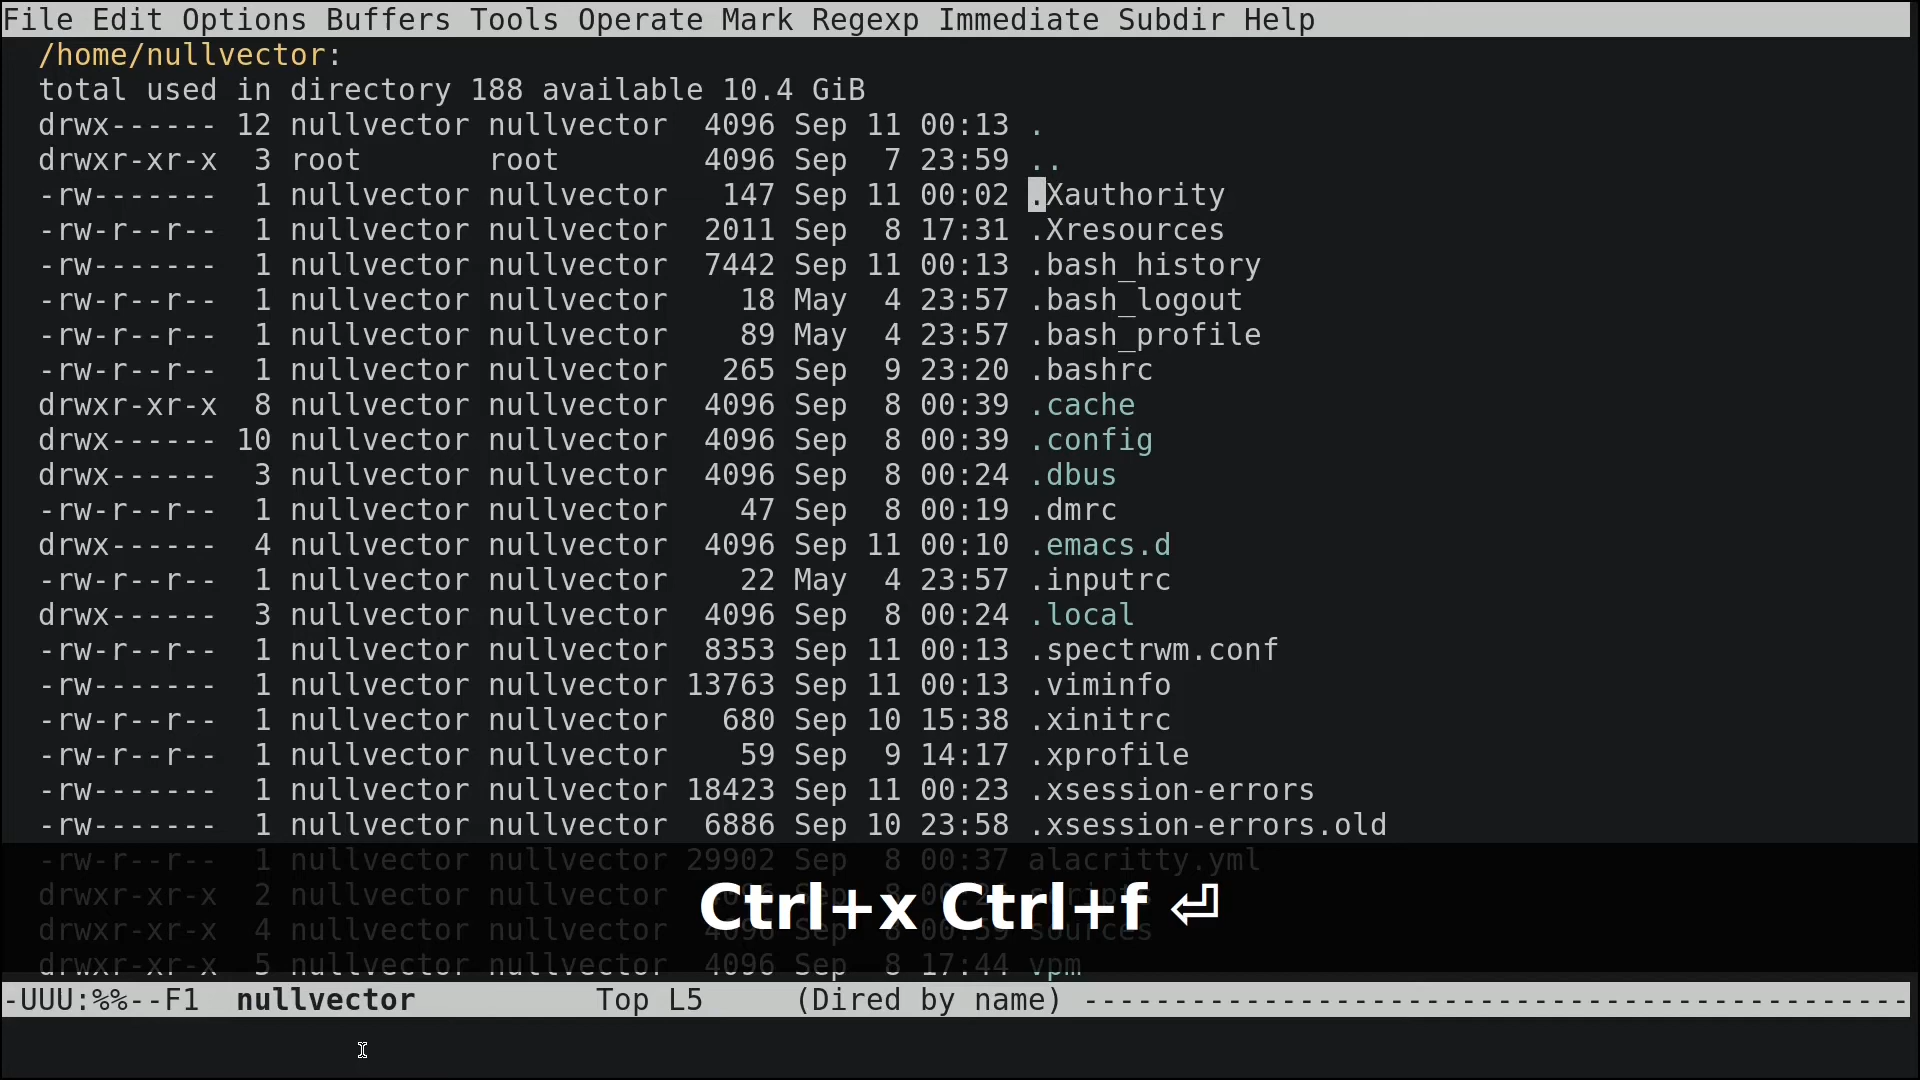 File Edit Options Buffers Tools Operate Mark Regexp Immediate Subdir Help
/home/nullvector:
total used in directory 188 available 10.4 GiB
drwx------ 12 nullvector nullvector  4096 Sep 11 00:13 .
drwxr-xr-x  3 root       root        4096 Sep  7 23:59 ..
-rw-------  1 nullvector nullvector   147 Sep 11 00:02 .Xauthority
-rw-r--r--  1 nullvector nullvector  2011 Sep  8 17:31 .Xresources
-rw-------  1 nullvector nullvector  7442 Sep 11 00:13 .bash_history
-rw-r--r--  1 nullvector nullvector    18 May  4 23:57 .bash_logout
-rw-r--r--  1 nullvector nullvector    89 May  4 23:57 .bash_profile
-rw-r--r--  1 nullvector nullvector   265 Sep  9 23:20 .bashrc
drwxr-xr-x  8 nullvector nullvector  4096 Sep  8 00:39 .cache
drwx------ 10 nullvector nullvector  4096 Sep  8 00:39 .config
drwx------  3 nullvector nullvector  4096 Sep  8 00:24 .dbus
-rw-r--r--  1 nullvector nullvector    47 Sep  8 00:19 .dmrc
drwx------  4 nullvector nullvector  4096 Sep 11 00:10 .emacs.d
-rw-r--r--  1 nullvector nullvector    22 May  4 23:57 .inputrc
drwx------  3 nullvector nullvector  4096 Sep  8 00:24 .local
-rw-r--r--  1 nullvector nullvector  8353 Sep 11 00:13 .spectrwm.conf
-rw-------  1 nullvector nullvector 13763 Sep 11 00:13 .viminfo
-rw-r--r--  1 nullvector nullvector   680 Sep 10 15:38 .xinitrc
-rw-r--r--  1 nullvector nullvector    59 Sep  9 14:17 .xprofile
-rw-------  1 nullvector nullvector 18423 Sep 11 00:23 .xsession-errors
-rw-------  1 nullvector nullvector  6886 Sep 10 23:58 .xsession-errors.old
-rw-r--r--  1 nullvector nullvector 29902 Sep  8 00:37 alacritty.yml
drwxr-xr-x  2 nullvector nullvector
Ctrl+x Ctrl+f ⏎
drwxr-xr-x  4 nullvector nullvector  4096 Sep  8 00:59 sources
drwxr-xr-x  5 nullvector nullvector  4096 Sep  8 17:44 vpm
-UUU:%%--F1  nullvector          Top L5     (Dired by name) ----------------------------------------------